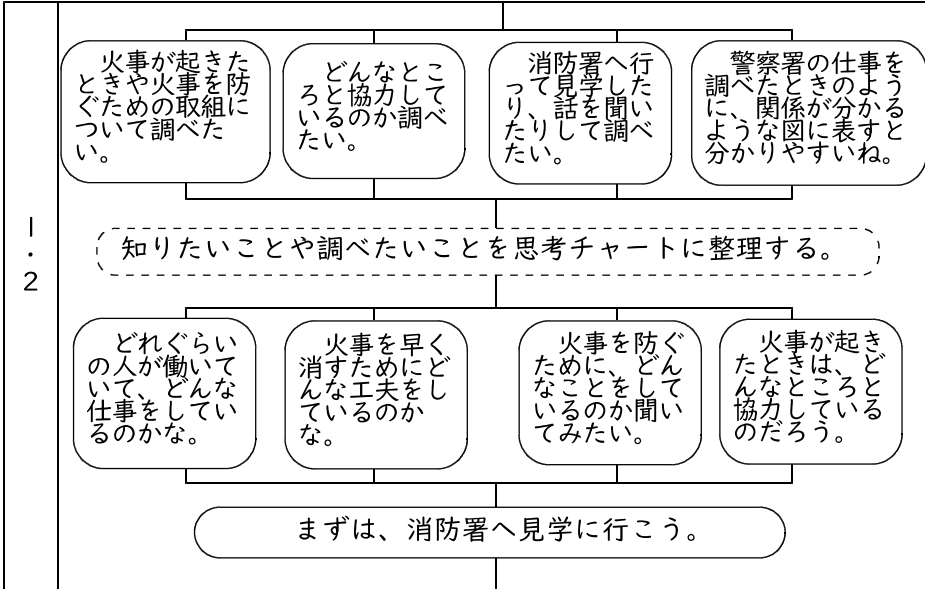 １・２
火事が起きた
ときや火事を防
ぐための取組に
ついて調べた
い。
どんなとこ
ろと協力して
いるのか調べ
たい。
消防署へ行
って見学した
り、話を聞い
たりして調べ
たい。
警察署の仕事を
調べたときのよう
に、関係が分かる
ような図に表すと
分かりやすいね。
知りたいことや調べたいことを思考チャートに整理する。
どれぐらい
の人が働いて
いて、どんな
仕事をしてい
るのかな。
火事を早く
消すためにど
んな工夫をし
ているのか
な。
火事を防ぐ
ために、どん
なことをして
いるのか聞い
てみたい。
火事が起き
たときは、ど
んなところと
協力している
のだろう。
まずは、消防署へ見学に行こう。